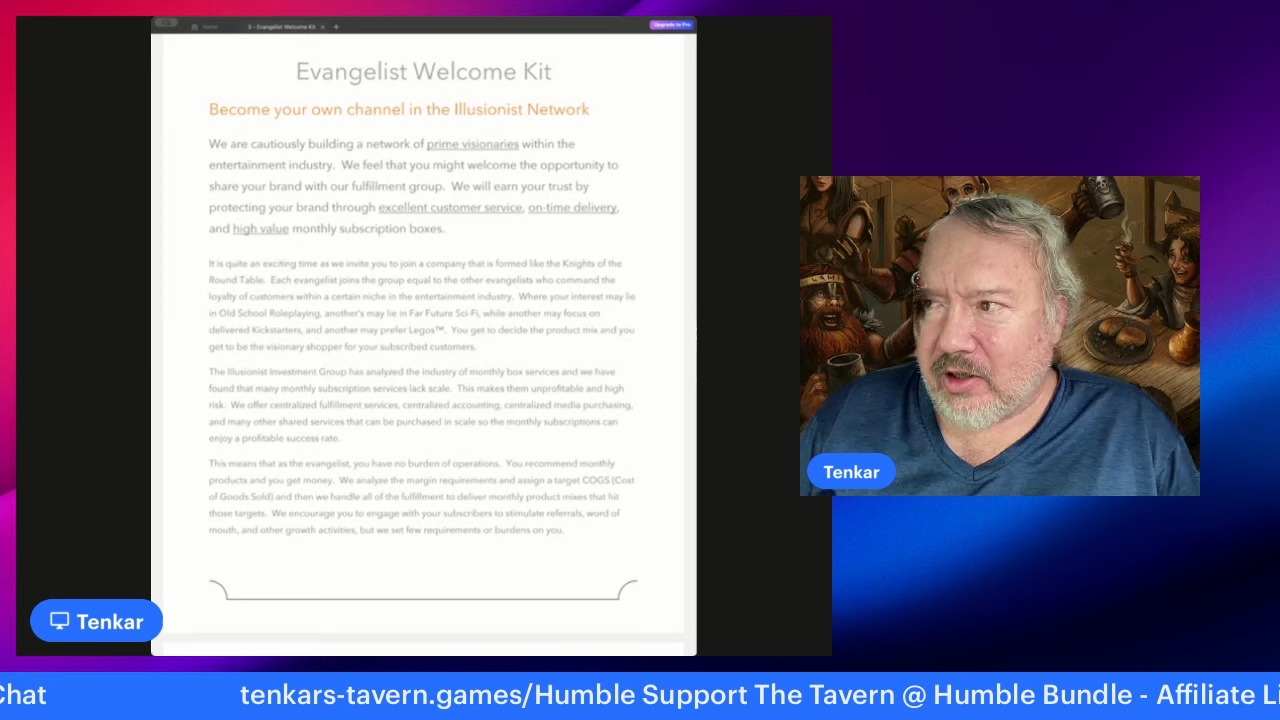 Home
3 - Evangelist Welcome Kit
Upgrade to Pro
Evangelist Welcome Kit
Become your own channel in the Illusionist Network
We are cautiously building a network of prime visionaries within the
entertainment industry. We feel that you might welcome the opportunity to
share your brand with our fulfillment group. We will earn your trust by
protecting your brand through excellent customer service, on-time delivery,
and high value monthly subscription boxes.
It is quite an exciting time as we invite you to join a company that is formed like the Knights of the
Round Table. Each evangelist joins the group equal to the other evangelists who command the
loyalty of customers within a certain niche in the entertainment industry. Where your interest may lie
in Old School Roleplaying, another's may lie in Far Future Sci-Fi, while another may focus on
delivered Kickstarters, and another may prefer Legos™. You get to decide the product mix and you
get to be the visionary shopper for your subscribed customers.
The Illusionist Investment Group has analyzed the industry of monthly box services and we have
found that many monthly subscription services lack scale. This makes them unprofitable and high
risk. We offer centralized fulfillment services, centralized accounting, centralized media purchasing,
and many other shared services that can be purchased in scale so the monthly subscriptions can
enjoy a profitable success rate.
This means that as the evangelist, you have no burden of operations. You recommend monthly
products and you get money. We analyze the margin requirements and assign a target COGS (Cost
of Goods Sold) and then we handle all of the fulfillment to deliver monthly product mixes that hit
those targets. We encourage you to engage with your subscribers to stimulate referrals, word of
mouth, and other growth activities, but we set few requirements or burdens on you.
Tenkar
Tenkar
Chat tenkars-tavern.games/Humble Support The Tavern @ Humble Bundle - Affiliate Li